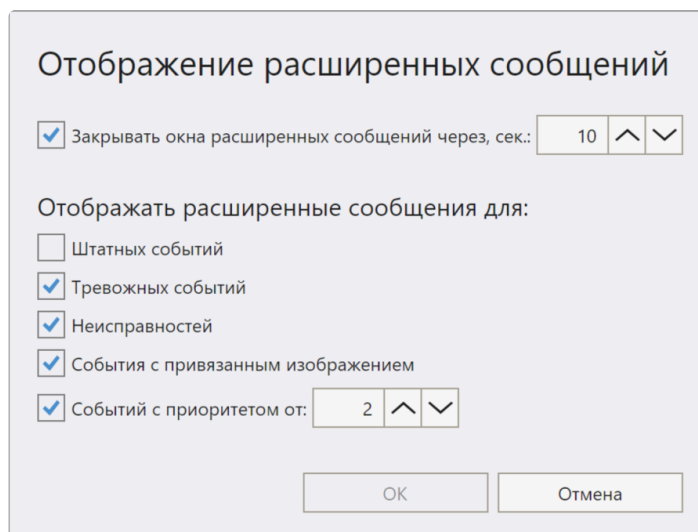 Отображение расширенных сообщений
Закрывать окна расширенных сообщений через, сек.: 10
Отображать расширенные сообщения для:
Штатных событий
Тревожных событий
Неисправностей
События с привязанным изображением
Событий с приоритетом от: 2
ОК Отмена